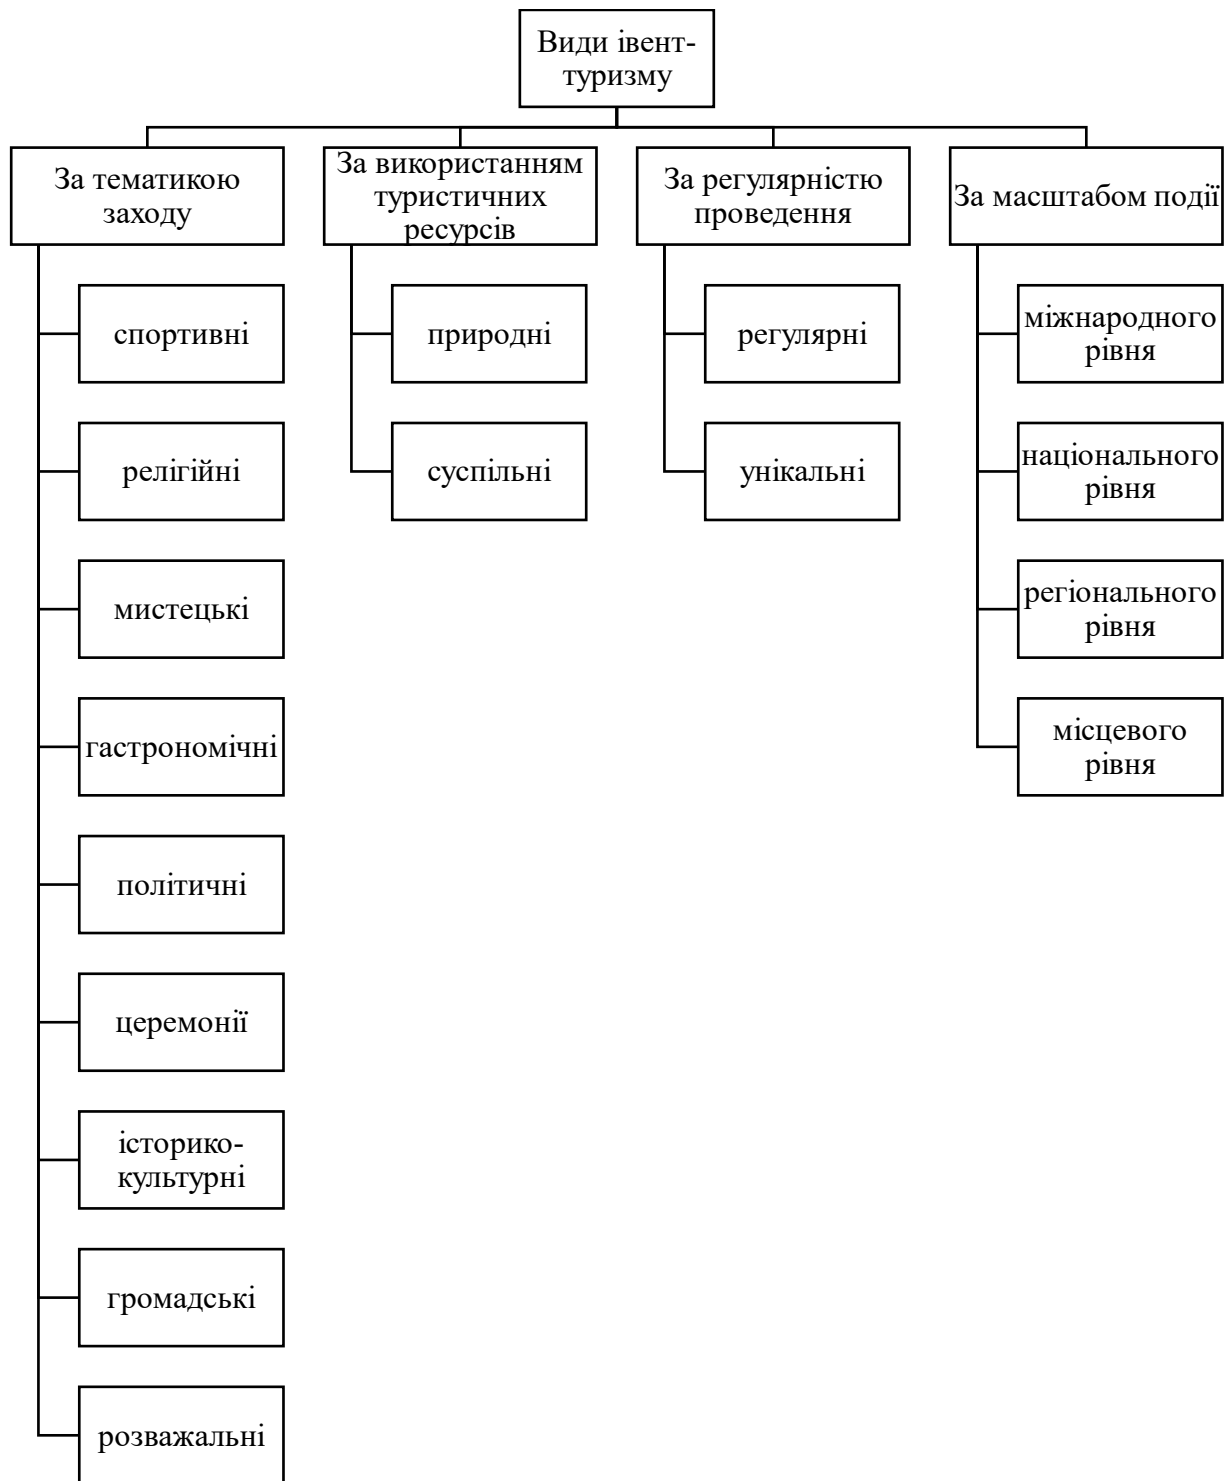 Види івент-
туризму
За тематикою
заходу
спортивні
релігійні
мистецькі
гастрономічні
політичні
церемонії
історико-
культурні
громадські
розважальні
За використанням
туристичних
ресурсів
природні
суспільні
За регулярністю
проведення
регулярні
унікальні
За масштабом події
міжнародного
рівня
національного
рівня
регіонального
рівня
місцевого
рівня